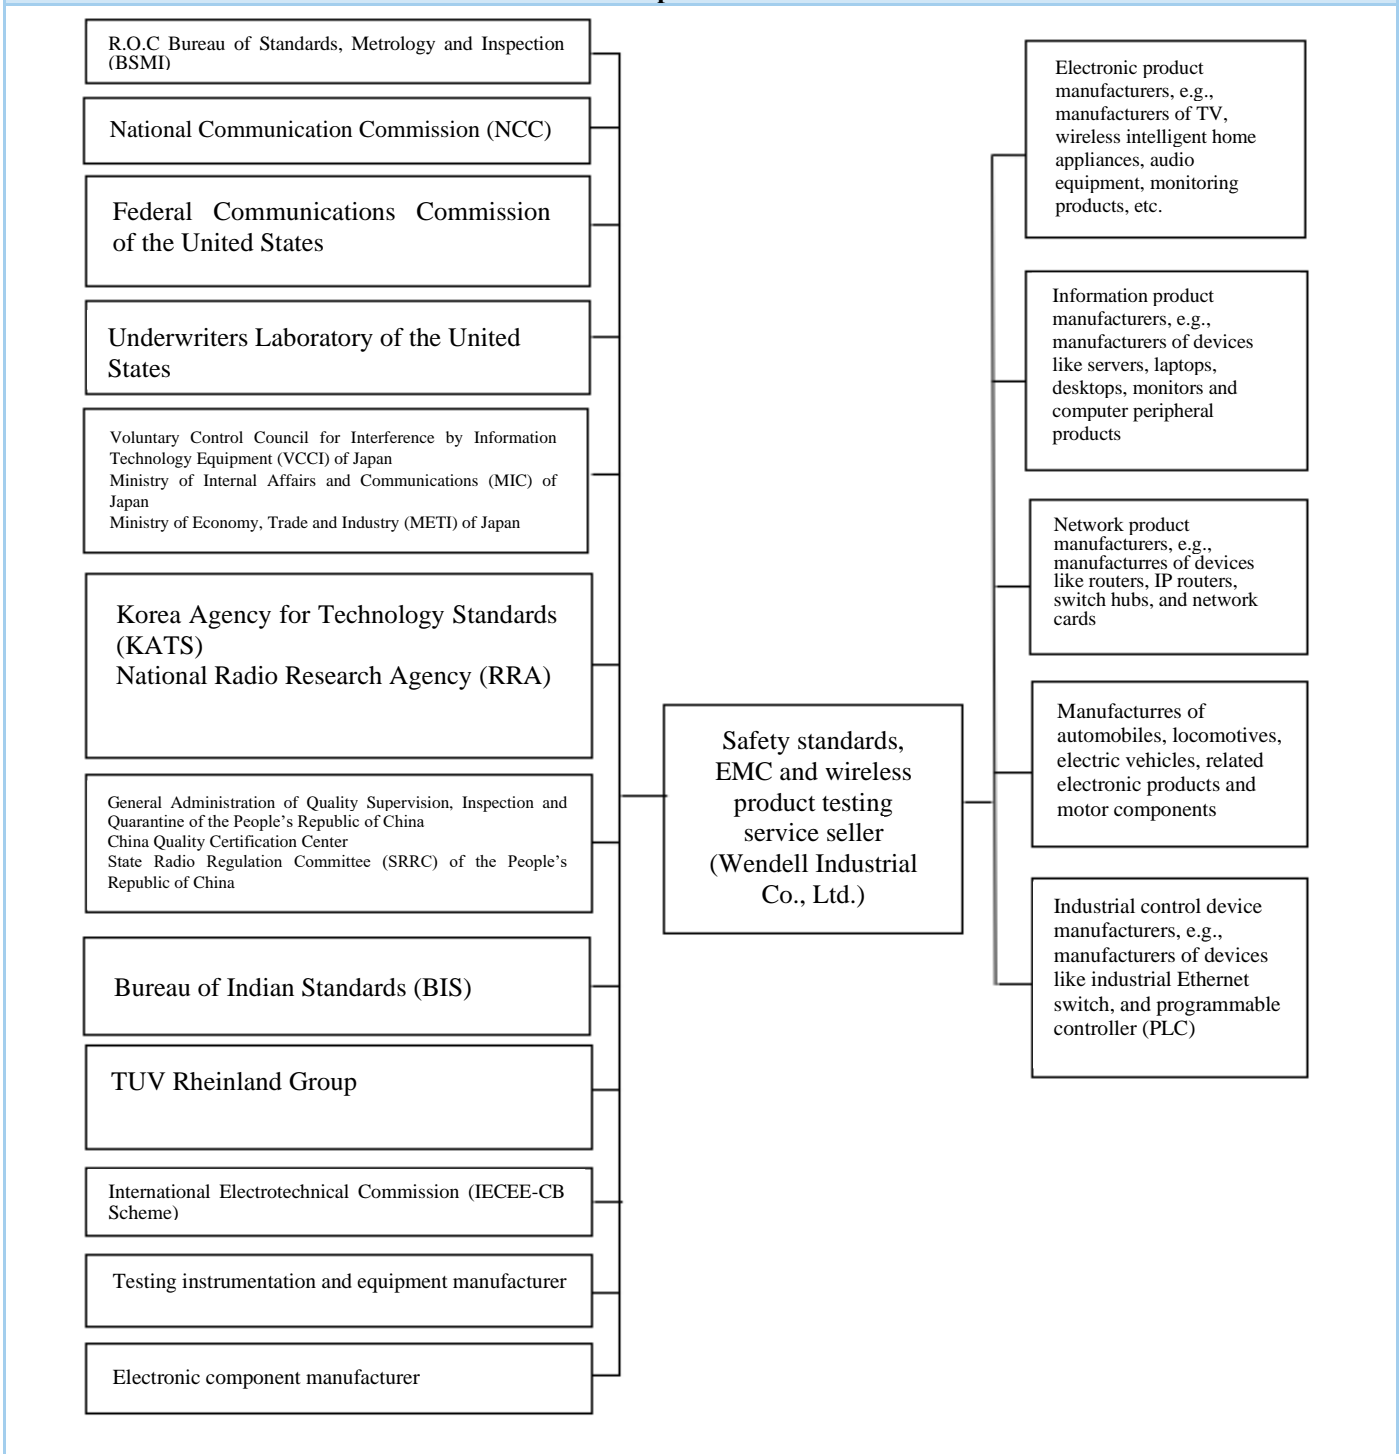 R.O.C Bureau of Standards, Metrology and Inspection
(BSMI)
National Communication Commission (NCC)
Federal Communications Commission
of the United States
Underwriters Laboratory of the United
States
Voluntary Control Council for Interference by Information
Technology Equipment (VCCI) of Japan
Ministry of Internal Affairs and Communications (MIC) of
Japan
Ministry of Economy, Trade and Industry (METI) of Japan
Korea Agency for Technology Standards
(KATS)
National Radio Research Agency (RRA)
General Administration of Quality Supervision, Inspection and
Quarantine of the People's Republic of China
China Quality Certification Center
State Radio Regulation Committee (SRRC) of the People's
Republic of China
Bureau of Indian Standards (BIS)
TUV Rheinland Group
International Electrotechnical Commission (IECEE-CB
Scheme)
Testing instrumentation and equipment manufacturer
Electronic component manufacturer
Safety standards,
EMC and wireless
product testing
service seller
(Wendell Industrial
Co., Ltd.)
Electronic product
manufacturers, e.g.,
manufacturers of TV,
wireless intelligent home
appliances, audio
equipment, monitoring
products, etc.
Information product
manufacturers, e.g.,
manufacturers of devices
like servers, laptops,
desktops, monitors and
computer peripheral
products
Network product
manufacturers, e.g.,
manufacturres of devices
like routers, IP routers,
switch hubs, and network
cards
Manufacturres of
automobiles, locomotives,
electric vehicles, related
electronic products and
motor components
Industrial control device
manufacturers, e.g.,
manufacturers of devices
like industrial Ethernet
switch, and programmable
controller (PLC)